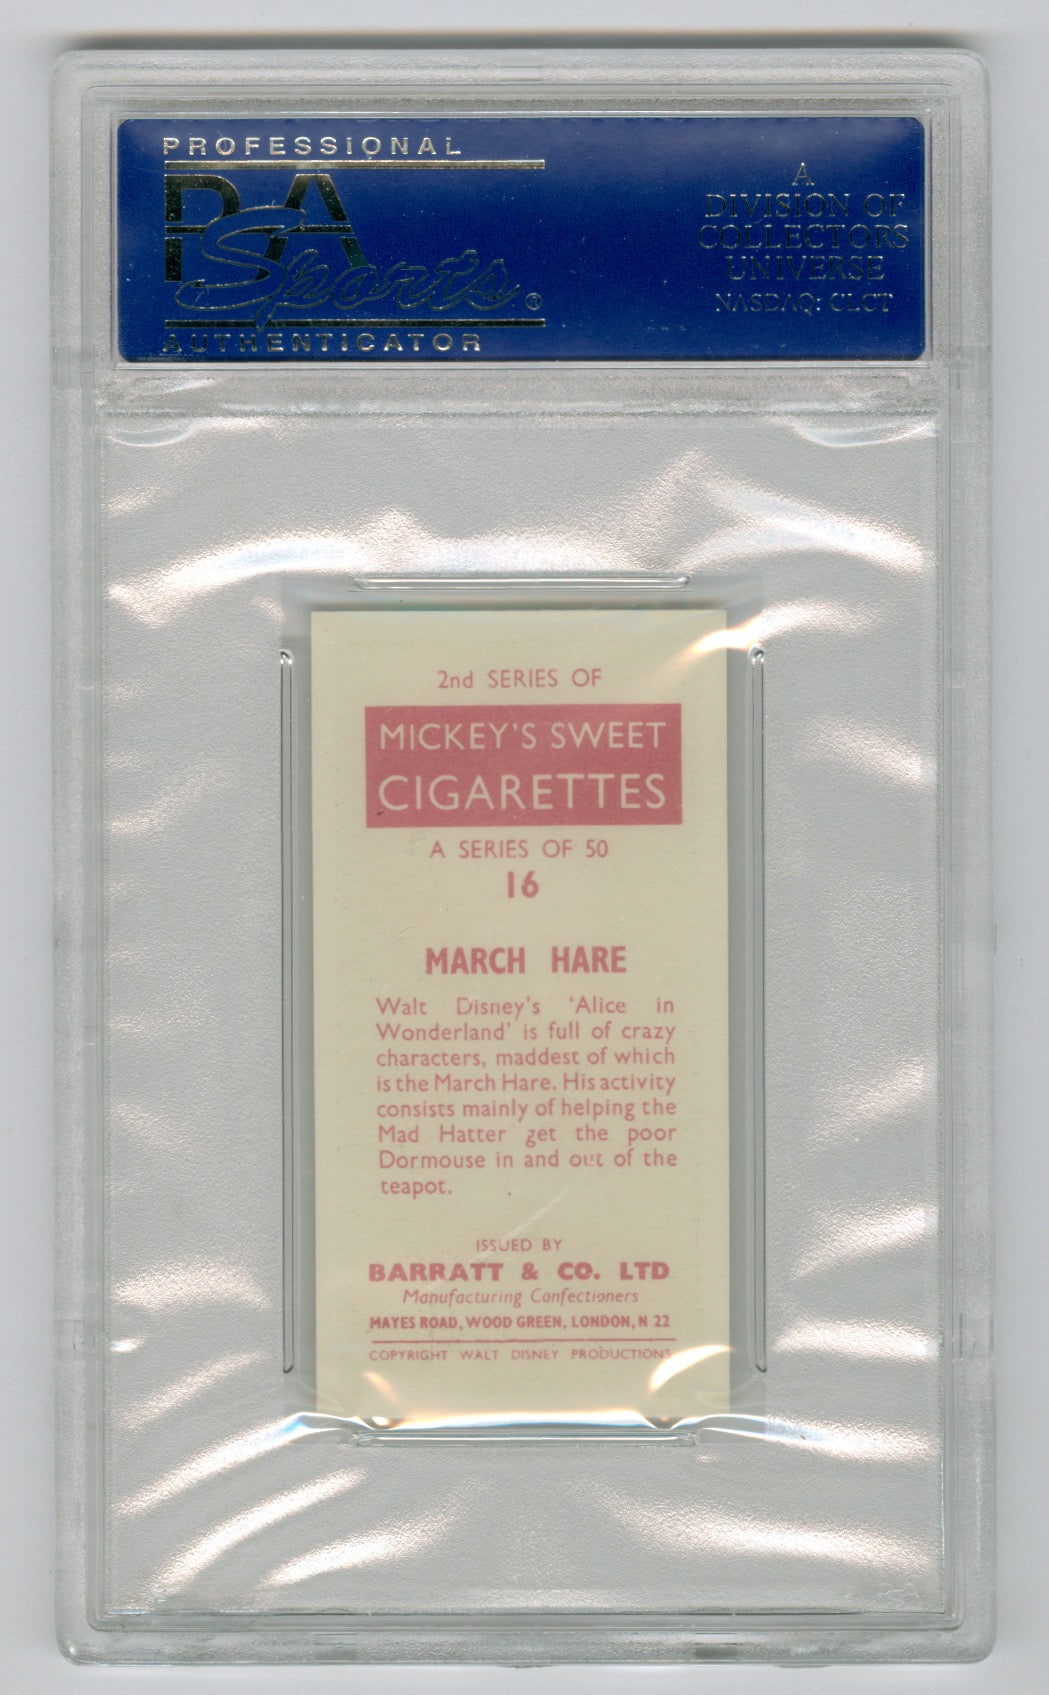 PROFESSIONAL
PSA
Sports ®
AUTHENTICATOR
A
DIVISION OF
COLLECTORS
UNIVERSE
NASDAQ: CLCT
2nd SERIES OF
MICKEY'S SWEET
CIGARETTES
A SERIES OF 50
16
MARCH HARE
Walt Disney's 'Alice in
Wonderland' is full of crazy
characters, maddest of which
is the March Hare. His activity
consists mainly of helping the
Mad Hatter get the poor
Dormouse in and out of the
teapot.
ISSUED BY
BARRATT & CO. LTD
Manufacturing Confectioners
MAYES ROAD, WOOD GREEN, LONDON, N 22
COPYRIGHT WALT DISNEY PRODUCTIONS